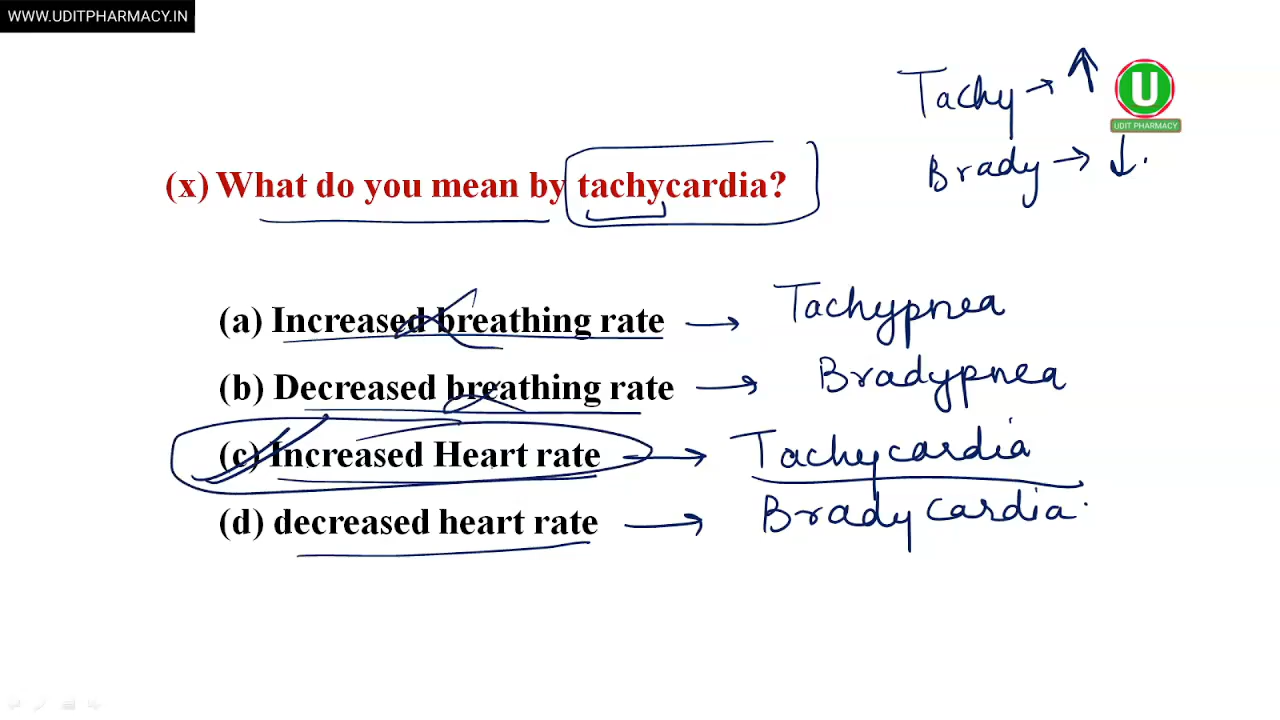 WWW.UDITPHARMACY.IN
Tachy → ↑
U
UDIT PHARMACY
Brady → ↓
(x) What do you mean by tachycardia?
(a) Increased breathing rate → Tachypnea
(b) Decreased breathing rate → Bradypnea
(c) Increased Heart rate → Tachycardia
(d) decreased heart rate → Bradycardia